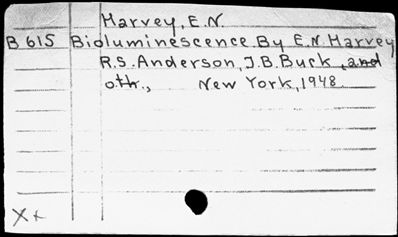 Harvey, E.N.
B 615 Bioluminescence. By E.N. Harvey
R.S. Anderson, J.B. Buck, and
oth., New York, 1948.
X+